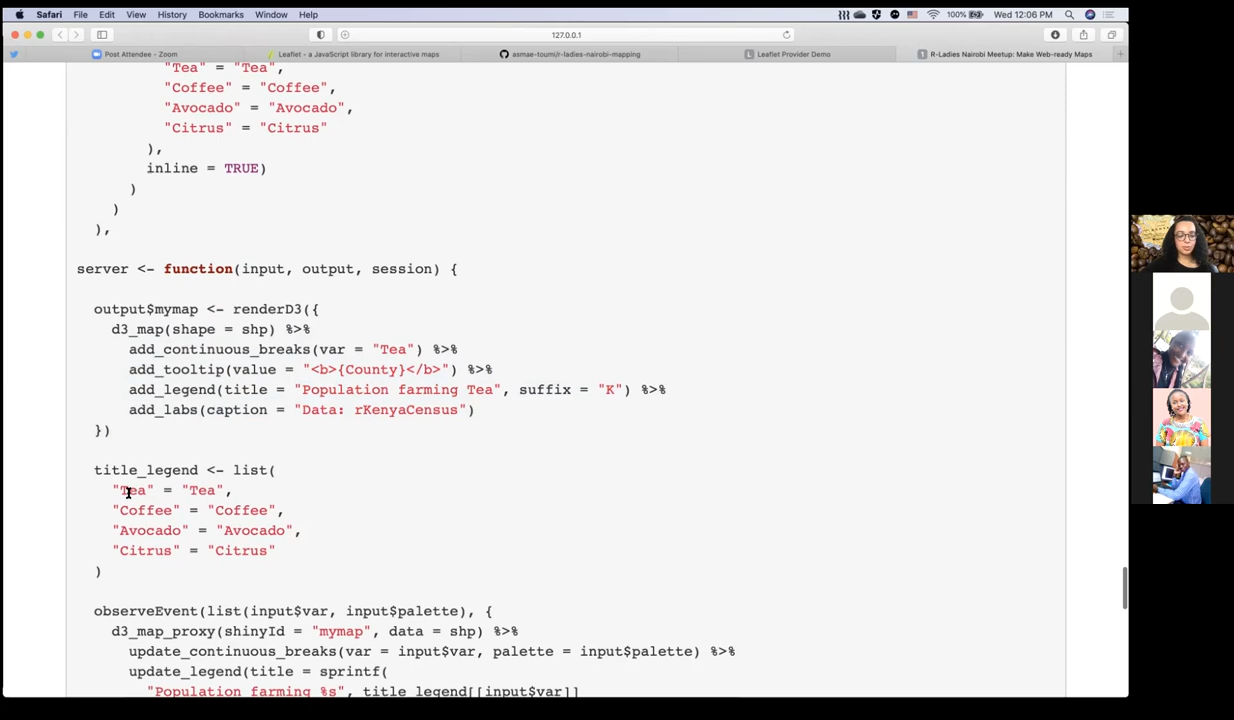 Safari File Edit View History Bookmarks Window Help 100% Wed 12:06 PM
127.0.0.1
Post Attendee - Zoom Leaflet - a JavaScript library for interactive maps asmae-toumi/r-ladies-nairobi-mapping L Leaflet Provider Demo 1 R-Ladies Nairobi Meetup: Make Web-ready Maps
"Tea" = "Tea",
"Coffee" = "Coffee",
"Avocado" = "Avocado",
"Citrus" = "Citrus"
),
inline = TRUE)
)
)
),
server <- function(input, output, session) {
output$mymap <- renderD3({
d3_map(shape = shp) %>%
add_continuous_breaks(var = "Tea") %>%
add_tooltip(value = "<b>{County}</b>") %>%
add_legend(title = "Population farming Tea", suffix = "K") %>%
add_labs(caption = "Data: rKenyaCensus")
})
title_legend <- list(
"Tea" = "Tea",
"Coffee" = "Coffee",
"Avocado" = "Avocado",
"Citrus" = "Citrus"
)
observeEvent(list(input$var, input$palette), {
d3_map_proxy(shinyId = "mymap", data = shp) %>%
update_continuous_breaks(var = input$var, palette = input$palette) %>%
update_legend(title = sprintf(
"Population farming %s", title_legend[[input$var]]